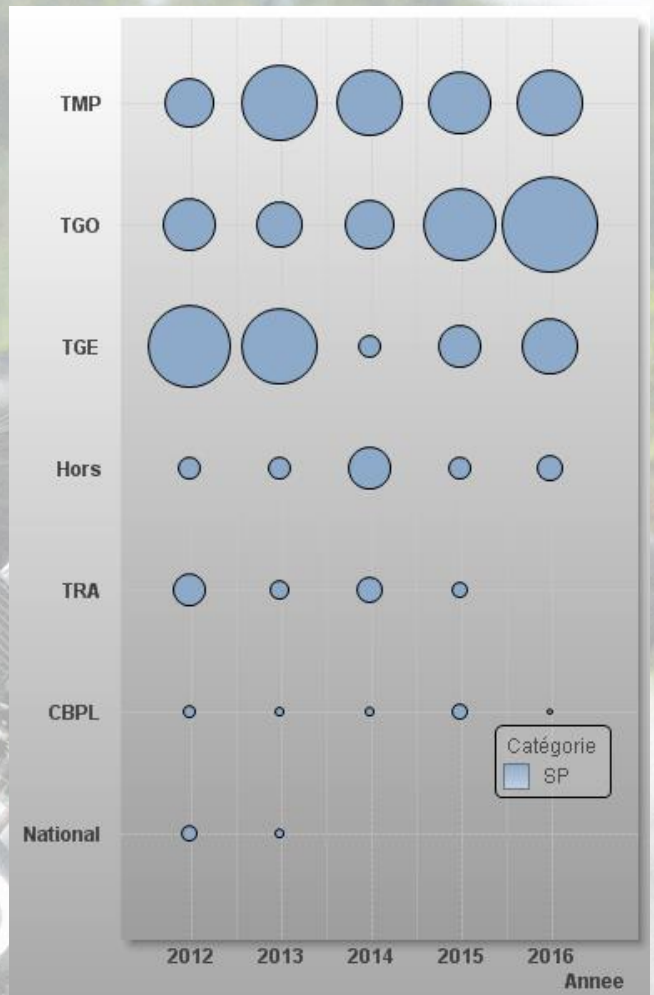 TMP
TGO
TGE
Hors
TRA
CBPL
National
Catégorie
SP
2012 2013 2014 2015 2016
Annee